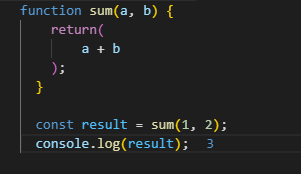 function sum(a, b) {
    return(
        a + b
    );
  }

  const result = sum(1, 2);
  console.log(result);  3